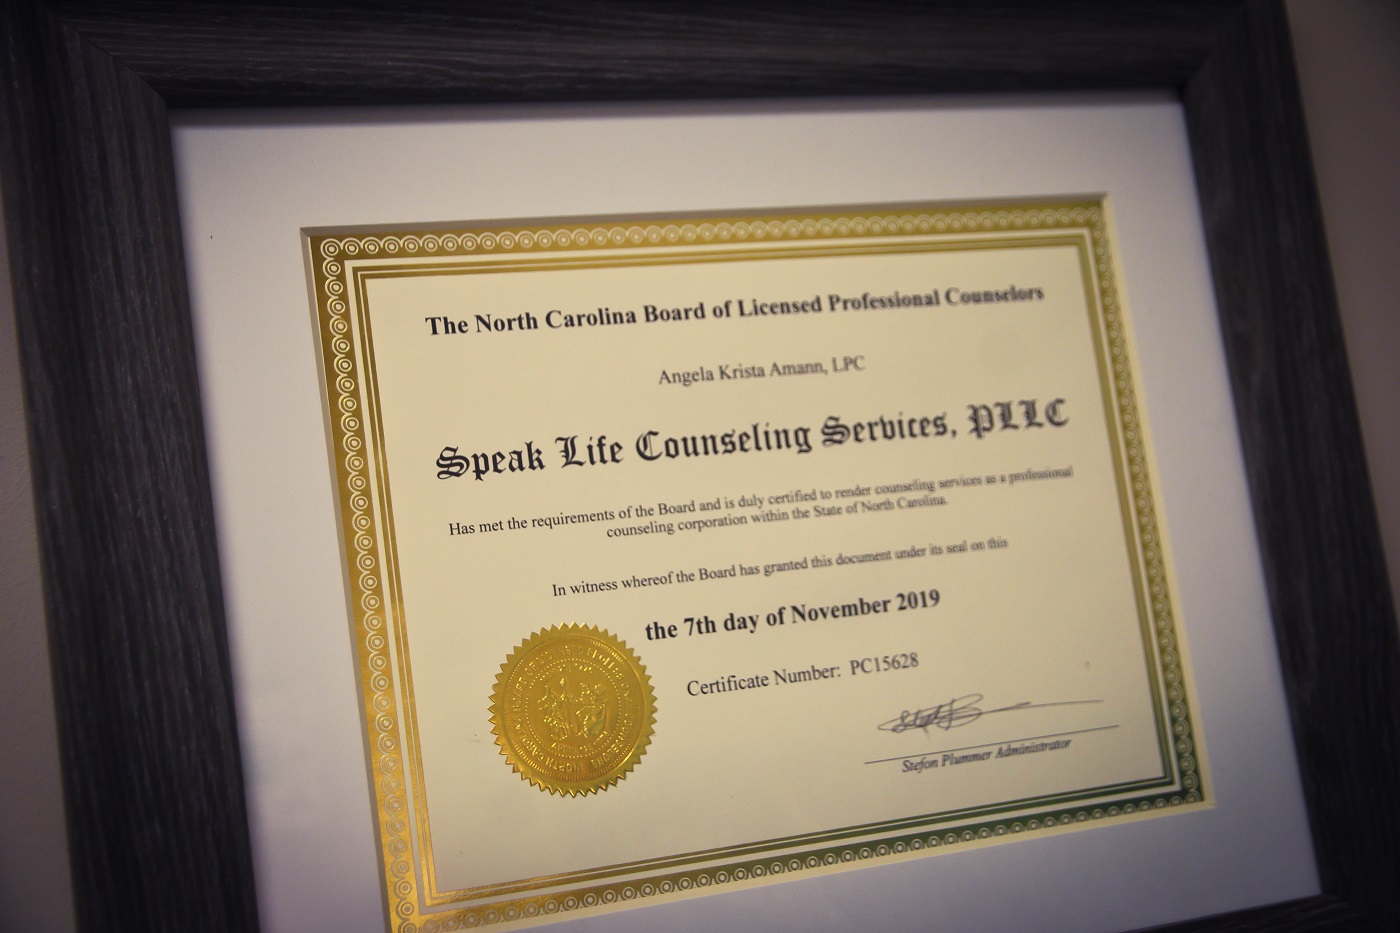 The North Carolina Board of Licensed Professional Counselors
Angela Krista Amann, LPC
Speak Life Counseling Services, PLLC
Has met the requirements of the Board and is duly certified to render counseling services as a professional
counseling corporation within the State of North Carolina.
In witness whereof the Board has granted this document under its seal on this
the 7th day of November 2019
Certificate Number: PC15628
Stefon Plummer Administrator